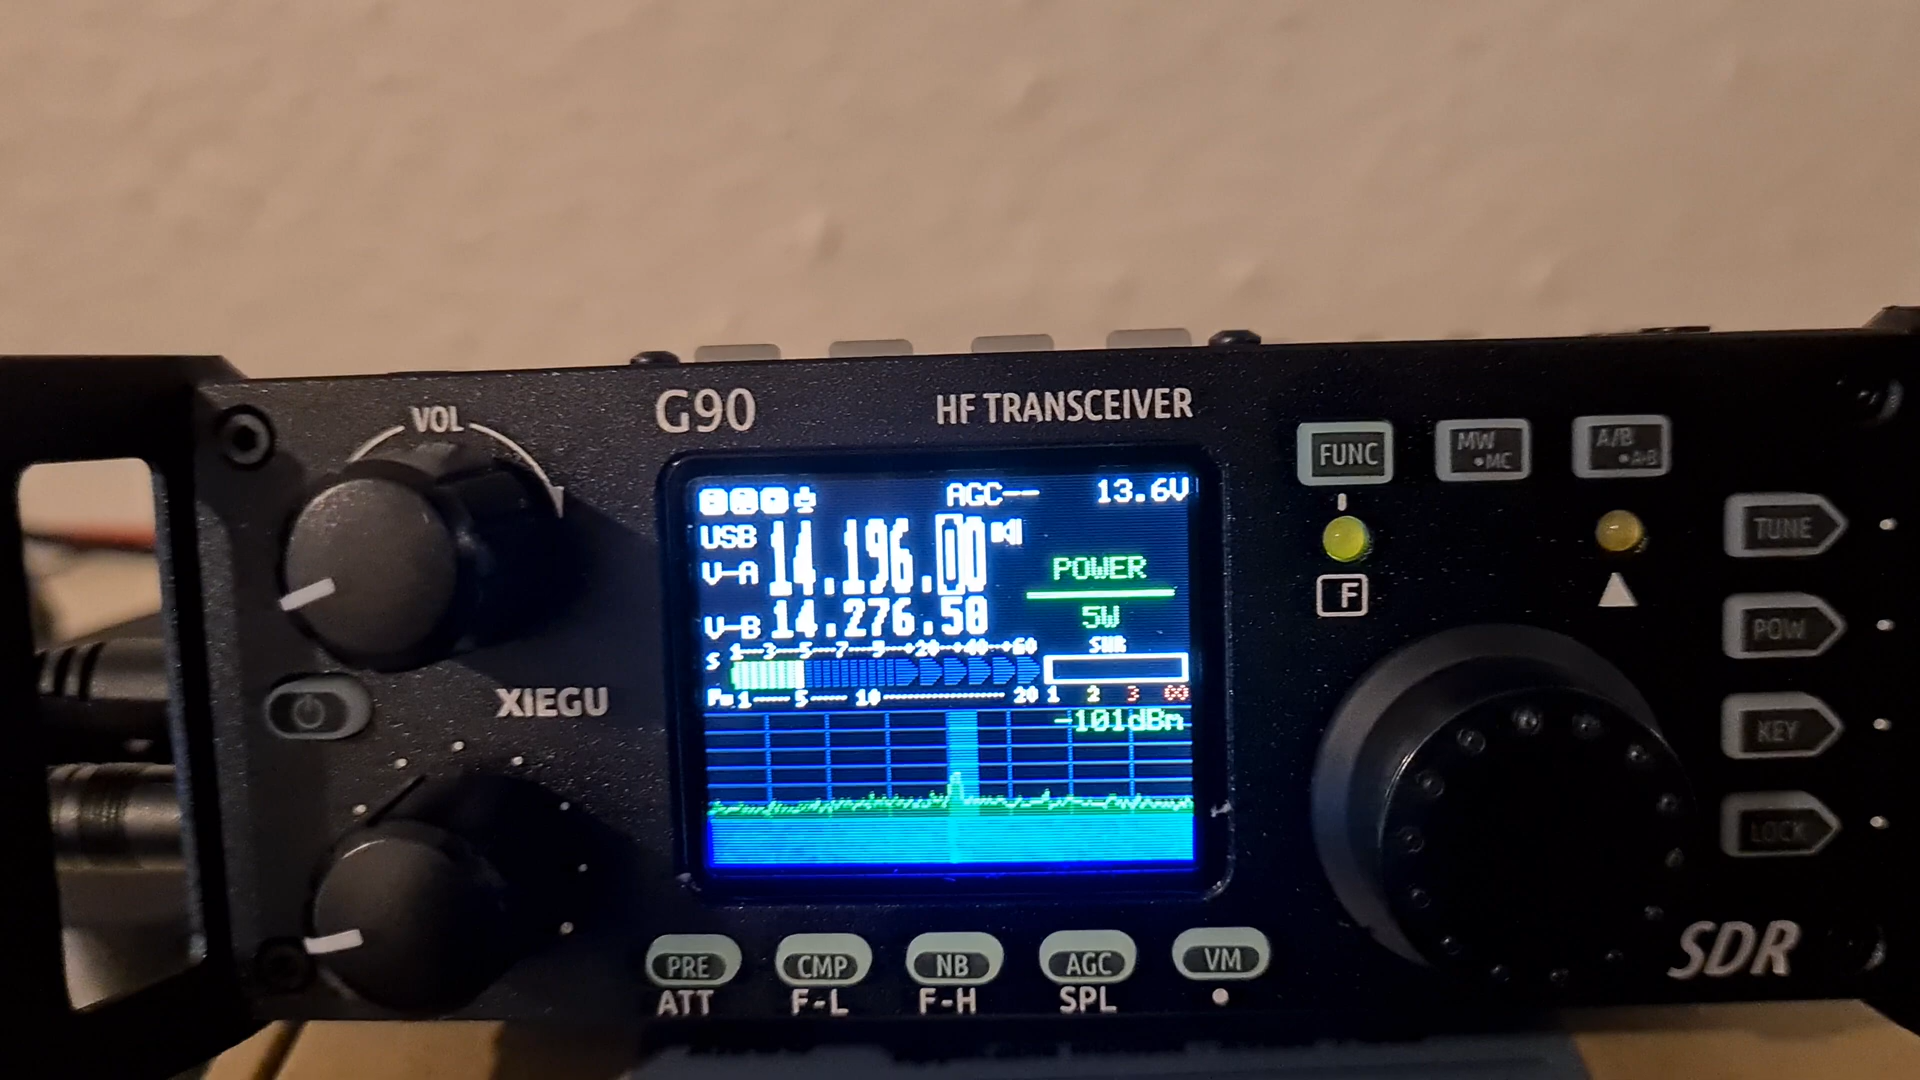 VOL
G90
HF TRANSCEIVER
FUNC
MW
•MC
A/B
•A=B
AGC-- 13.6V
USB 14.196.00
V-A
V-B 14.276.50
POWER
5W
SWR
S 1--3--5--7--9--+20--+40--+60
Po 1----5-----10----------20
1 2 3 ∞
-101dBm
F
TUNE
POW
KEY
LOCK
XIEGU
SDR
PRE CMP NB AGC VM
ATT F-L F-H SPL